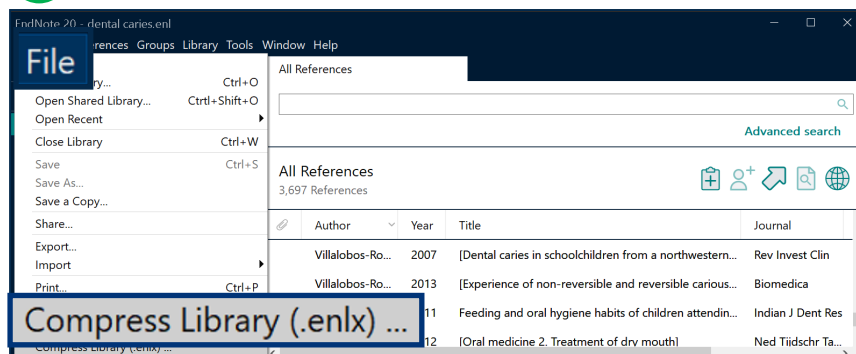 EndNote 20 - dental caries.enl
File
rences Groups Library Tools Window Help
ry... Ctrl+O
Open Shared Library... Ctrtl+Shift+O
Open Recent
Close Library Ctrl+W
Save Ctrl+S
Save As...
Save a Copy...
Share...
Export...
Import
Print... Ctrl+P
Compress Library (.enlx) ...
Compress Library (.enlx) ...
All References
Advanced search
All References
3,697 References
Author Year Title Journal
Villalobos-Ro... 2007 [Dental caries in schoolchildren from a northwestern... Rev Invest Clin
Villalobos-Ro... 2013 [Experience of non-reversible and reversible carious... Biomedica
11 Feeding and oral hygiene habits of children attendin... Indian J Dent Res
12 [Oral medicine 2. Treatment of dry mouth] Ned Tijdschr Ta...